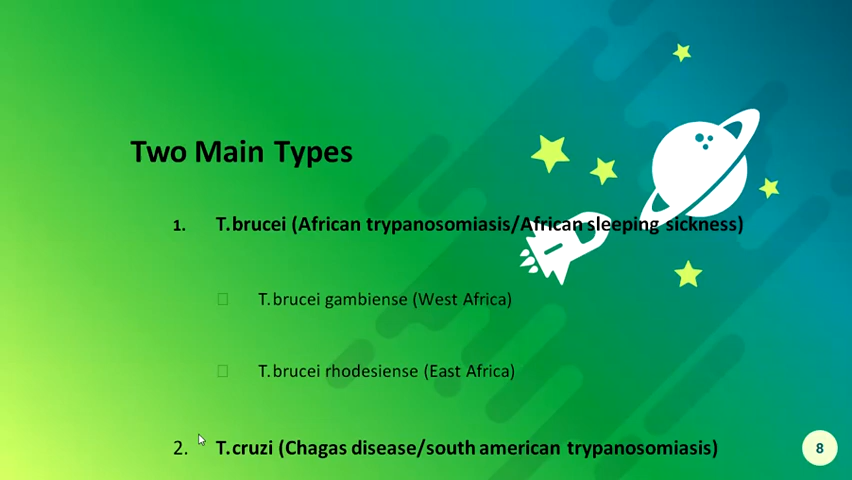 Two Main Types
1. T.brucei (African trypanosomiasis/African sleeping sickness)
T.brucei gambiense (West Africa)
T.brucei rhodesiense (East Africa)
2. T.cruzi (Chagas disease/south american trypanosomiasis)
8